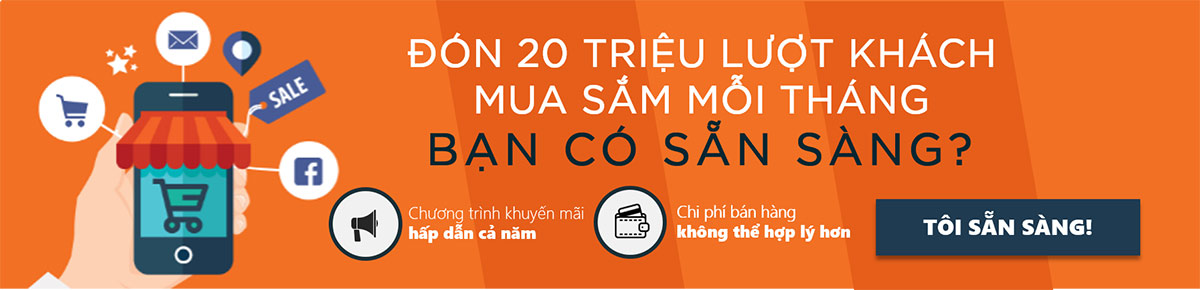 SALE
ĐÓN 20 TRIỆU LƯỢT KHÁCH
MUA SẮM MỖI THÁNG
BẠN CÓ SẴN SÀNG?
Chương trình khuyến mãi
hấp dẫn cả năm
Chi phí bán hàng
không thể hợp lý hơn
TÔI SẴN SÀNG!